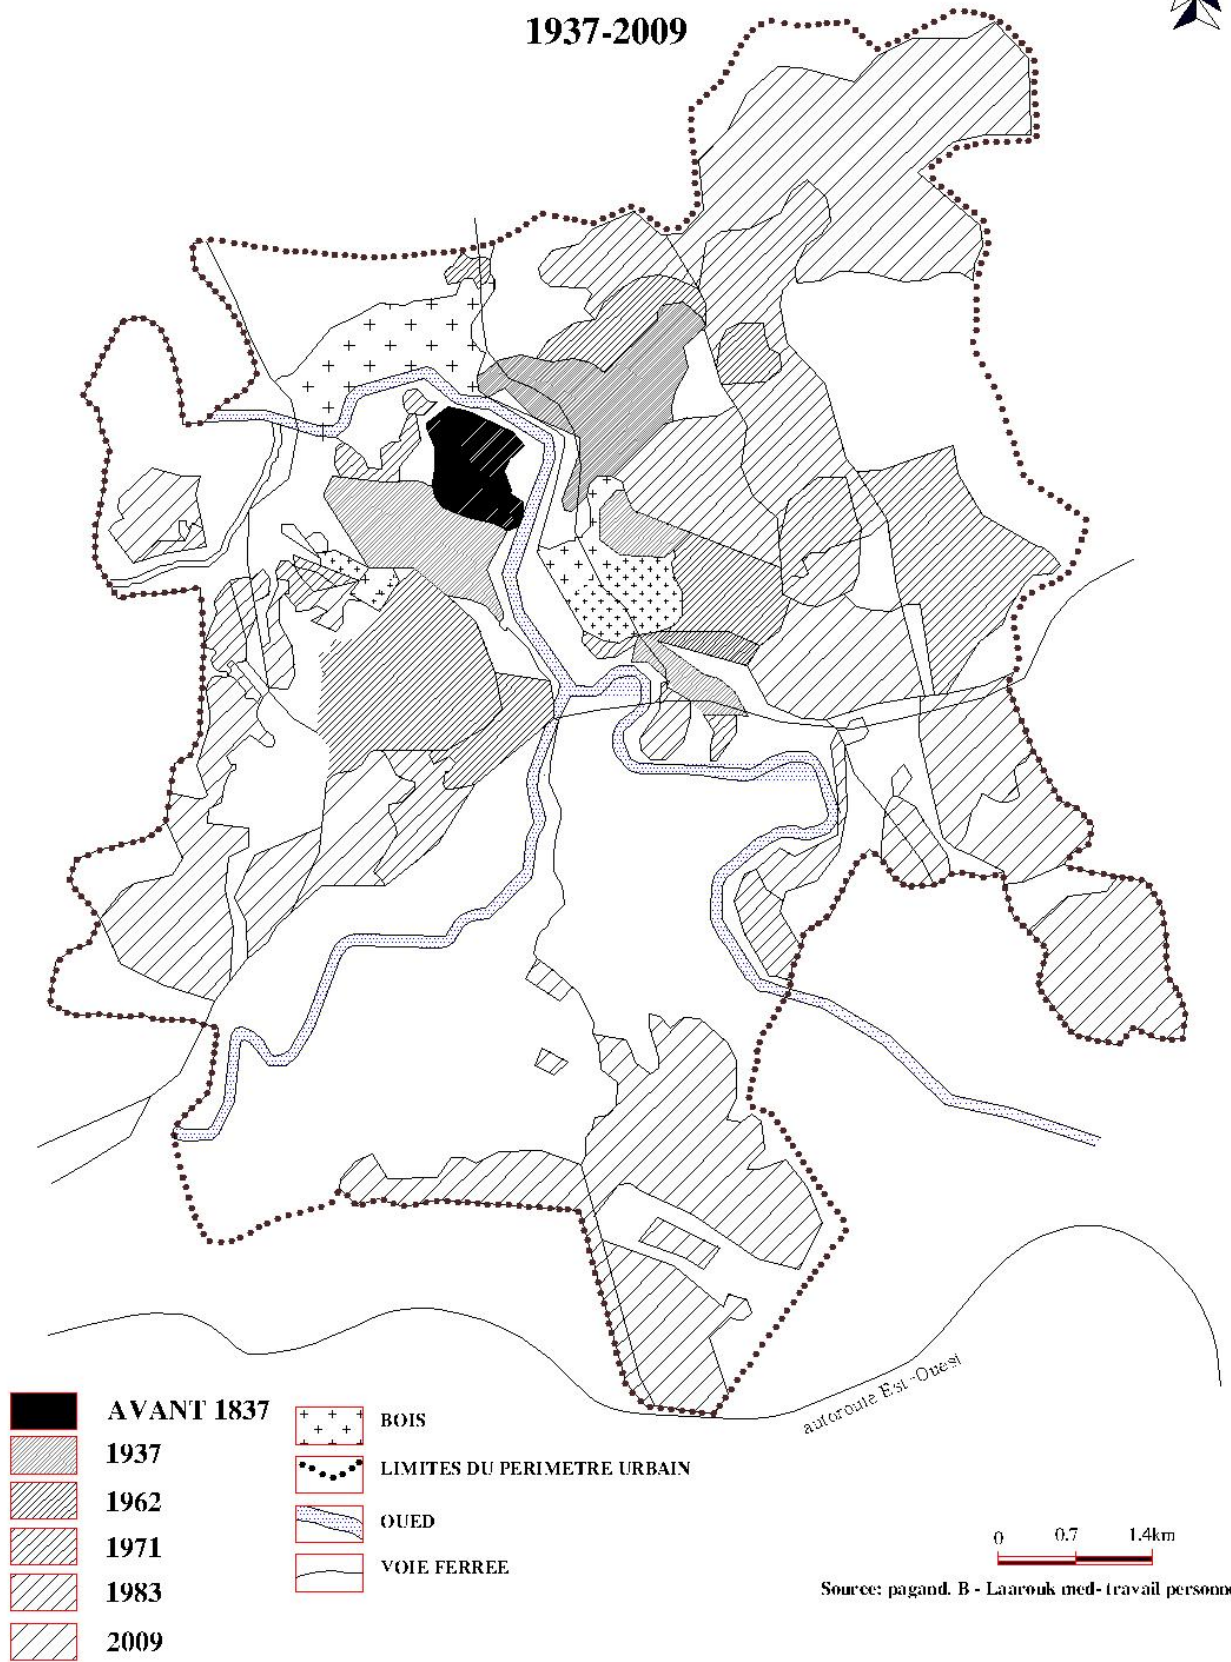 1937-2009
autoroute Est-Ouest
AVANT 1837
1937
1962
1971
1983
2009
BOIS
LIMITES DU PERIMETRE URBAIN
OUED
VOIE FERREE
0 0.7 1.4km
Source: pagand. B - Laarouk med- travail personne